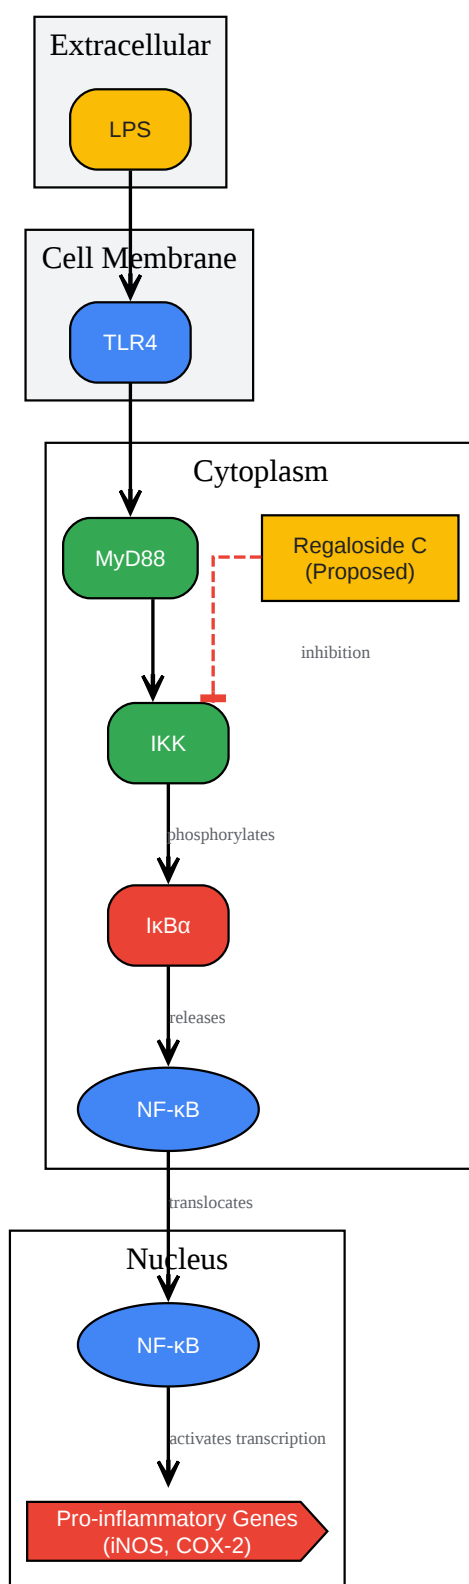 Extracellular
LPS
Cell Membrane
TLR4
Cytoplasm
MyD88
Regaloside C
(Proposed)
inhibition
IKK
phosphorylates
IκBα
releases
NF-κB
translocates
Nucleus
NF-κB
activates transcription
Pro-inflammatory Genes
(iNOS, COX-2)